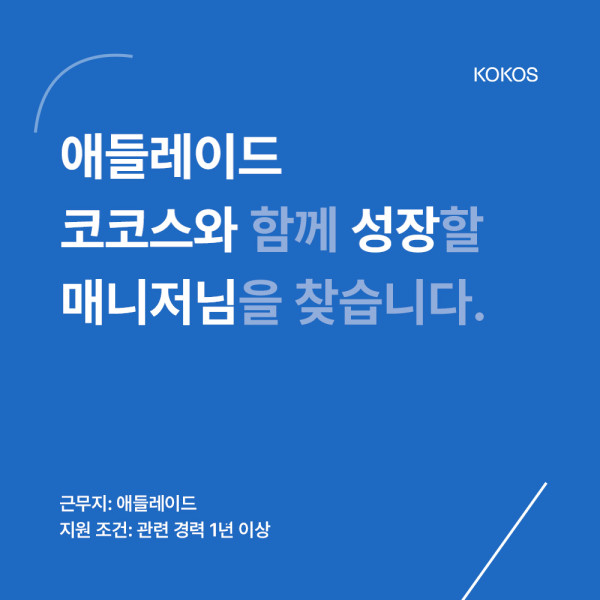 KOKOS
애들레이드
코코스와 함께 성장할
매니저님을 찾습니다.
근무지: 애들레이드
지원 조건: 관련 경력 1년 이상